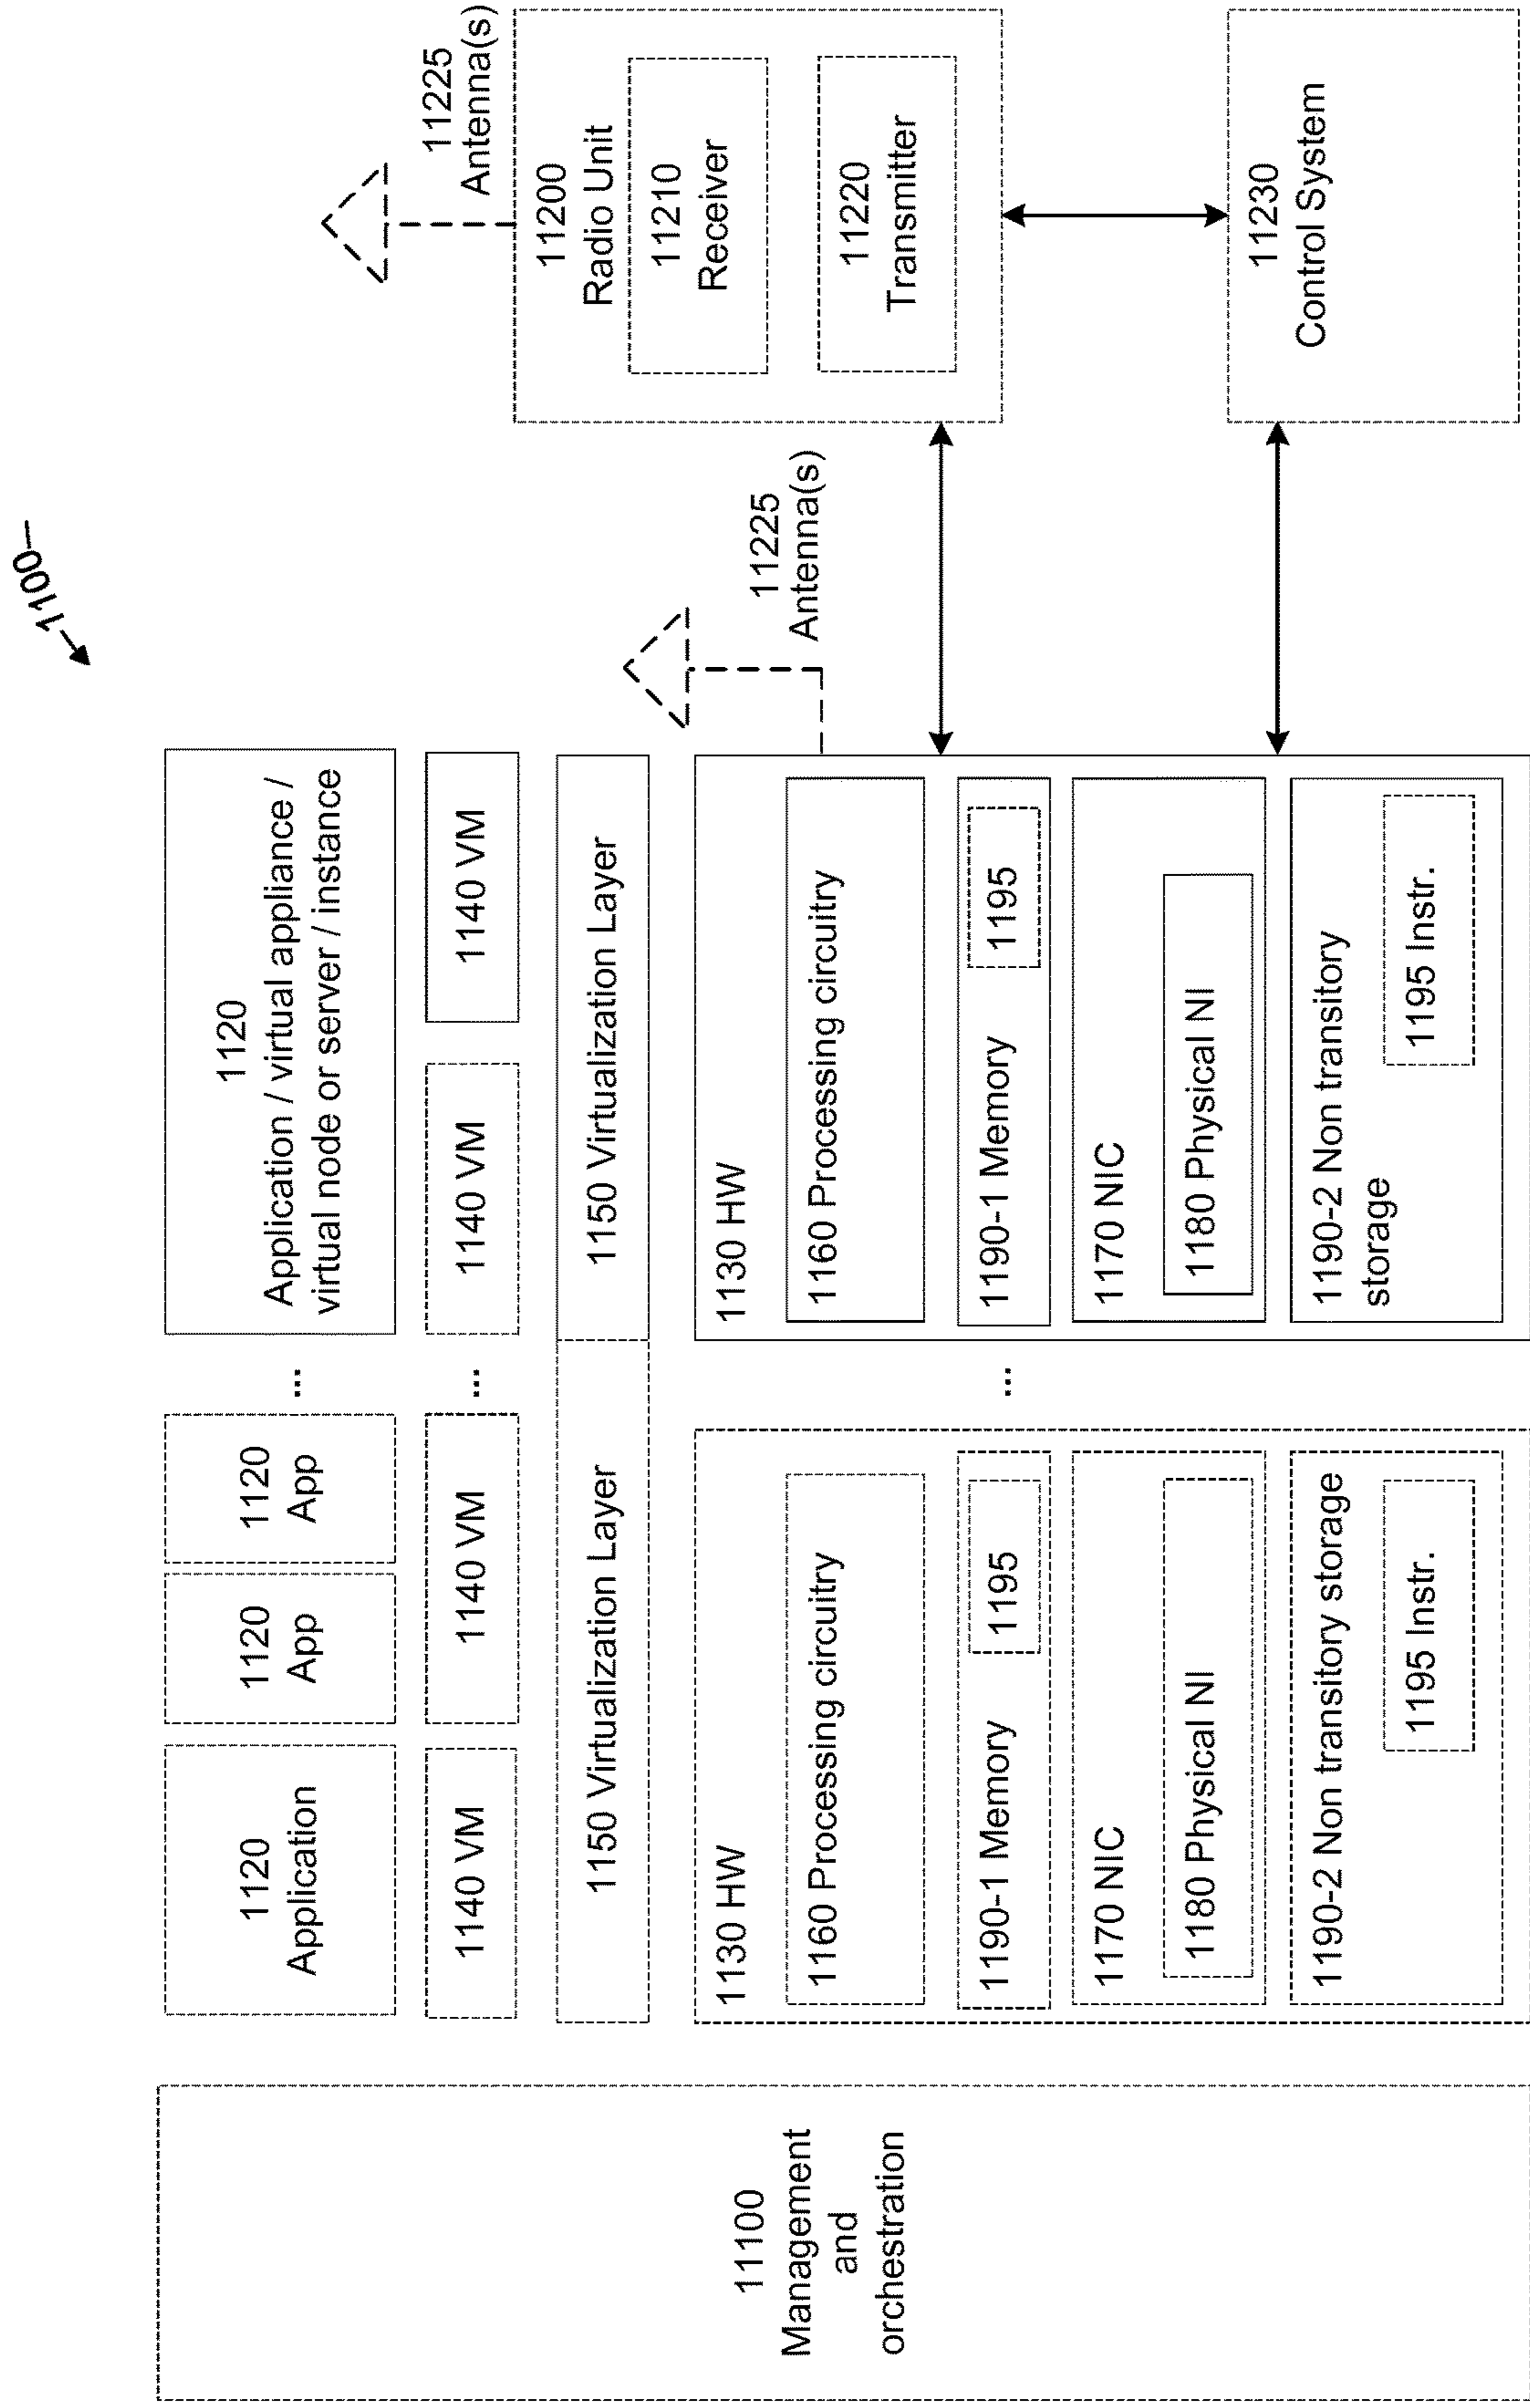 1100
11100
Management
and
orchestration
1120
Application
1120
App
1120
App
...
1120
Application / virtual appliance /
virtual node or server / instance
1140 VM
1140 VM
...
1140 VM
1140 VM
1150 Virtualization Layer
1150 Virtualization Layer
1130 HW
1160 Processing circuitry
1190-1 Memory
1195
1170 NIC
1180 Physical NI
1190-2 Non transitory storage
1195 Instr.
...
1130 HW
1160 Processing circuitry
1190-1 Memory
1195
1170 NIC
1180 Physical NI
1190-2 Non transitory
storage
1195 Instr.
11225
Antenna(s)
11225
Antenna(s)
11200
Radio Unit
11210
Receiver
11220
Transmitter
11230
Control System